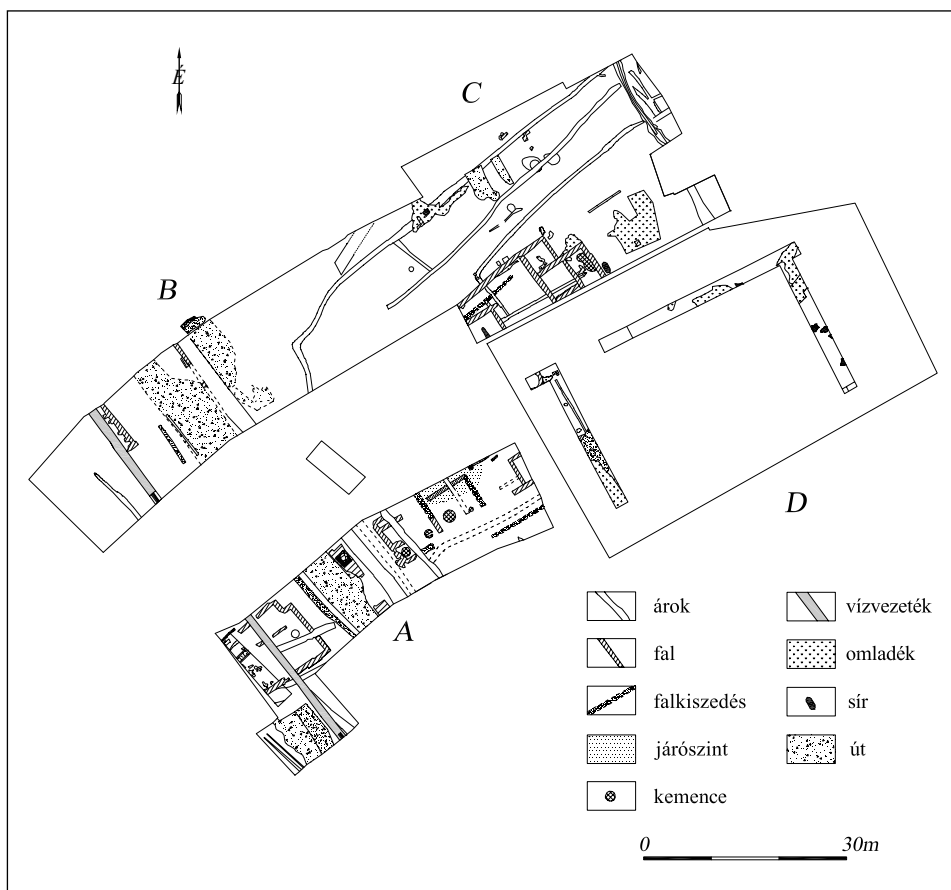 É
C
B
D
A
árok
vízvezeték
fal
omladék
falkiszedés
sír
járószint
út
kemence
0 30m